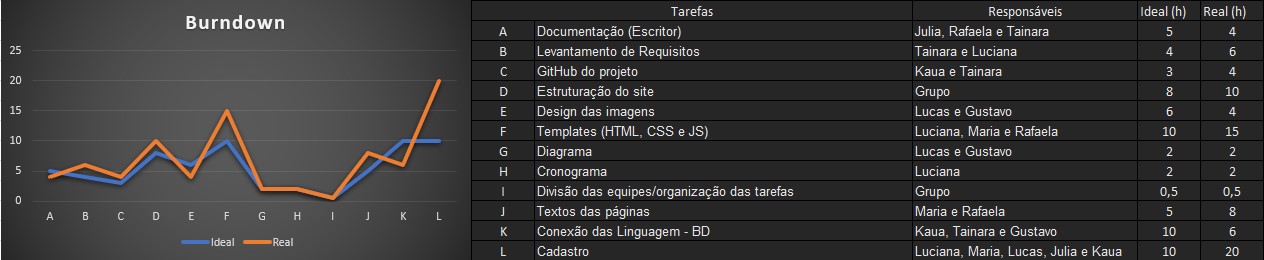 Burndown
25
20
15
10
5
0
A B C D E F G H I J K L
Ideal Real
Tarefas Responsáveis Ideal (h) Real (h)
A Documentação (Escritor) Julia, Rafaela e Tainara 5 4
B Levantamento de Requisitos Tainara e Luciana 4 6
C GitHub do projeto Kaua e Tainara 3 4
D Estruturação do site Grupo 8 10
E Design das imagens Lucas e Gustavo 6 4
F Templates (HTML, CSS e JS) Luciana, Maria e Rafaela 10 15
G Diagrama Lucas e Gustavo 2 2
H Cronograma Luciana 2 2
I Divisão das equipes/organização das tarefas Grupo 0,5 0,5
J Textos das páginas Maria e Rafaela 5 8
K Conexão das Linguagem - BD Kaua, Tainara e Gustavo 10 6
L Cadastro Luciana, Maria, Lucas, Julia e Kaua 10 20